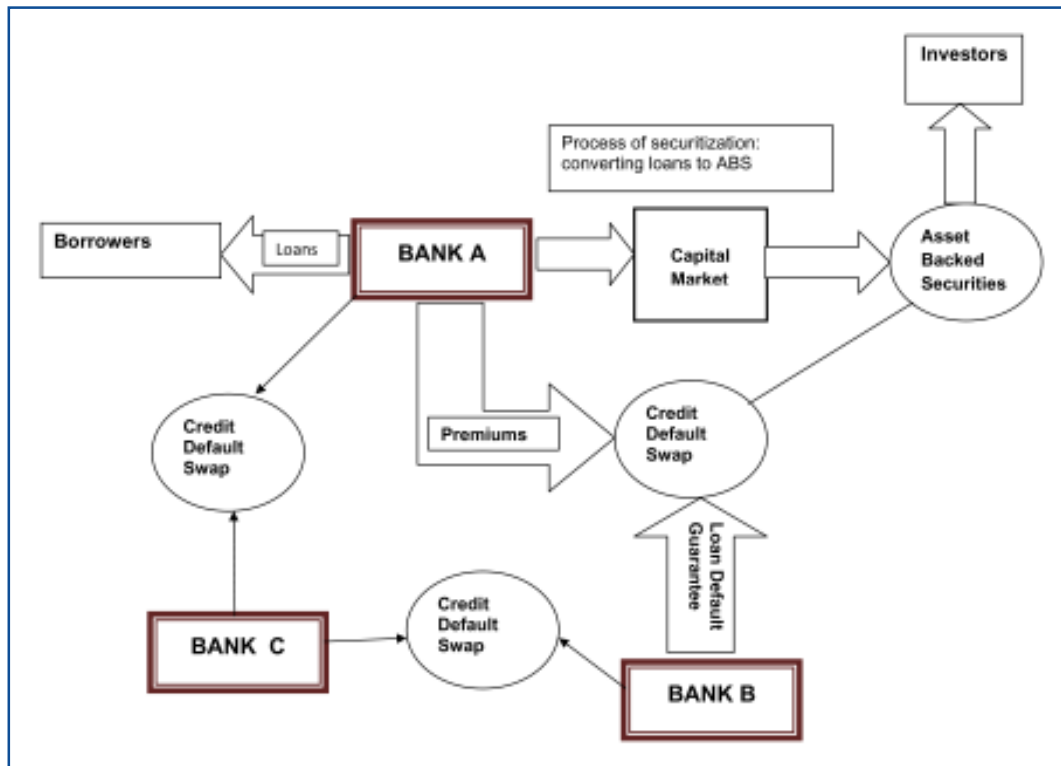 Investors
Process of securitization:
converting loans to ABS
Borrowers
Loans
BANK A
Capital
Market
Asset
Backed
Securities
Credit
Default
Swap
Premiums
Credit
Default
Swap
Loan Default
Guarantee
Credit
Default
Swap
BANK C
BANK B